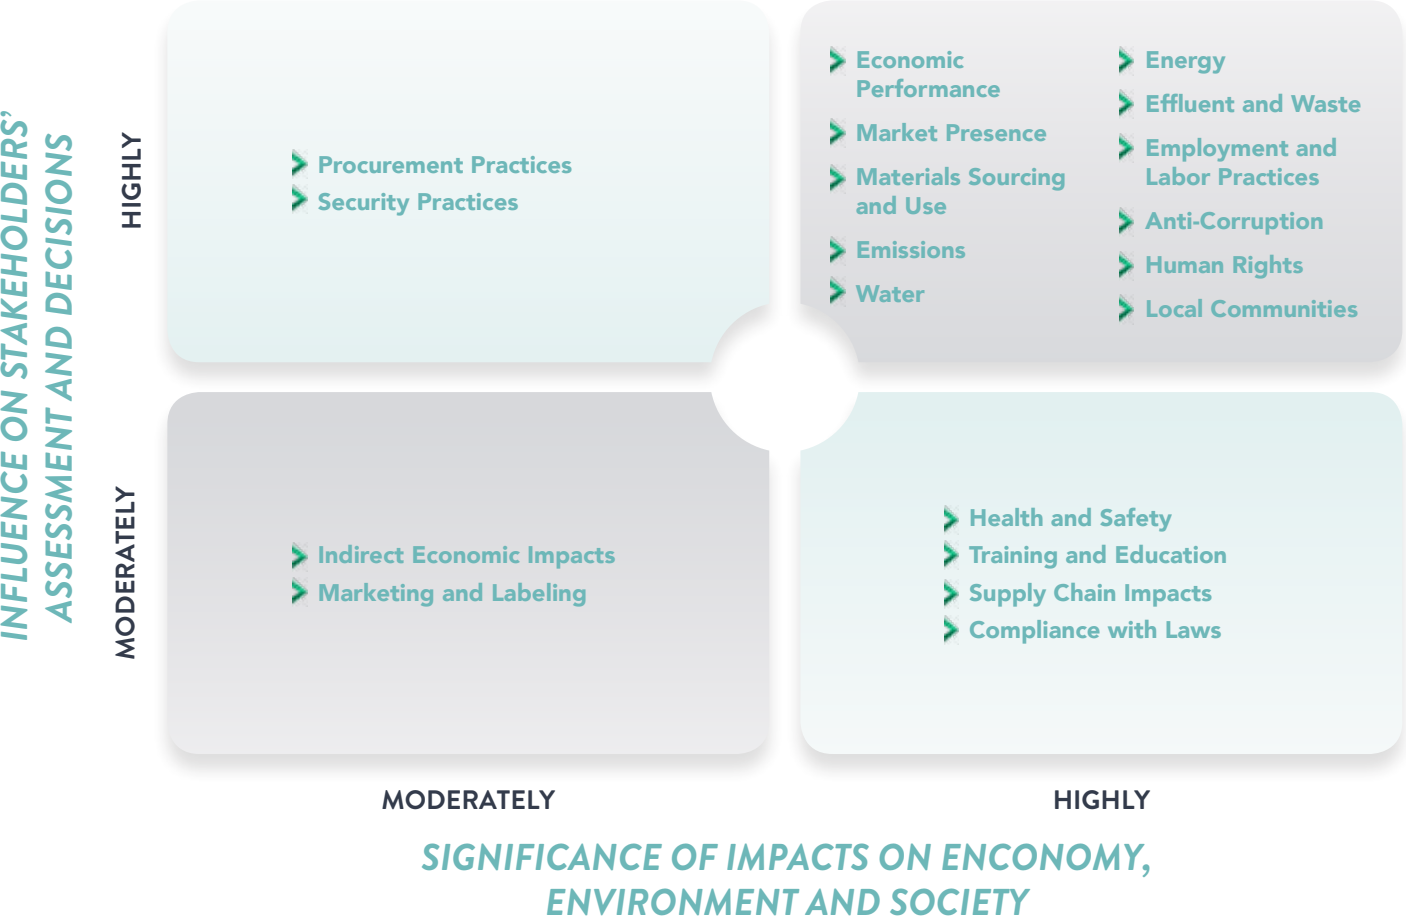 INFLUENCE ON STAKEHOLDERS’
ASSESSMENT AND DECISIONS
HIGHLY
Procurement Practices
Security Practices
Economic
Performance
Market Presence
Materials Sourcing
and Use
Emissions
Water
Energy
Effluent and Waste
Employment and
Labor Practices
Anti-Corruption
Human Rights
Local Communities
MODERATELY
Indirect Economic Impacts
Marketing and Labeling
Health and Safety
Training and Education
Supply Chain Impacts
Compliance with Laws
MODERATELY
HIGHLY
SIGNIFICANCE OF IMPACTS ON ENCONOMY,
ENVIRONMENT AND SOCIETY